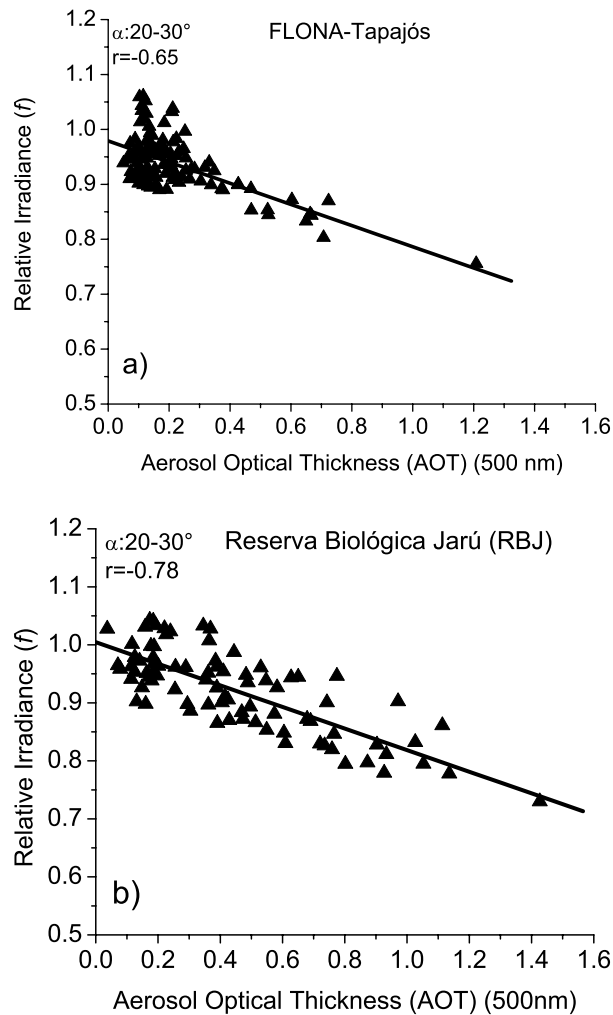 α:20-30°
r=-0.65
FLONA-Tapajós
1.2
1.1
1.0
0.9
0.8
0.7
0.6
0.5
Relative Irradiance (f)
a)
0.0 0.2 0.4 0.6 0.8 1.0 1.2 1.4 1.6
Aerosol Optical Thickness (AOT) (500 nm)
α:20-30°
r=-0.78
Reserva Biológica Jarú (RBJ)
1.2
1.1
1.0
0.9
0.8
0.7
0.6
0.5
Relative Irradiance (f)
b)
0.0 0.2 0.4 0.6 0.8 1.0 1.2 1.4 1.6
Aerosol Optical Thickness (AOT) (500nm)